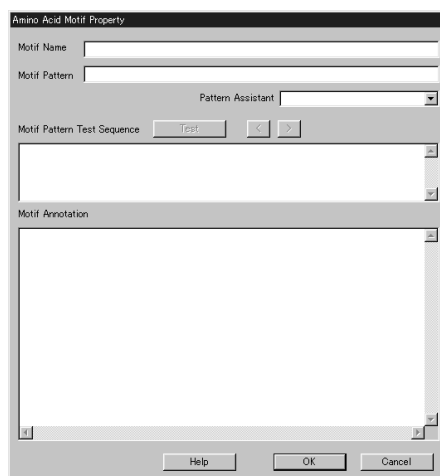 Amino Acid Motif Property
Motif Name
Motif Pattern
Pattern Assistant
Motif Pattern Test Sequence Test < >
Motif Annotation
Help OK Cancel